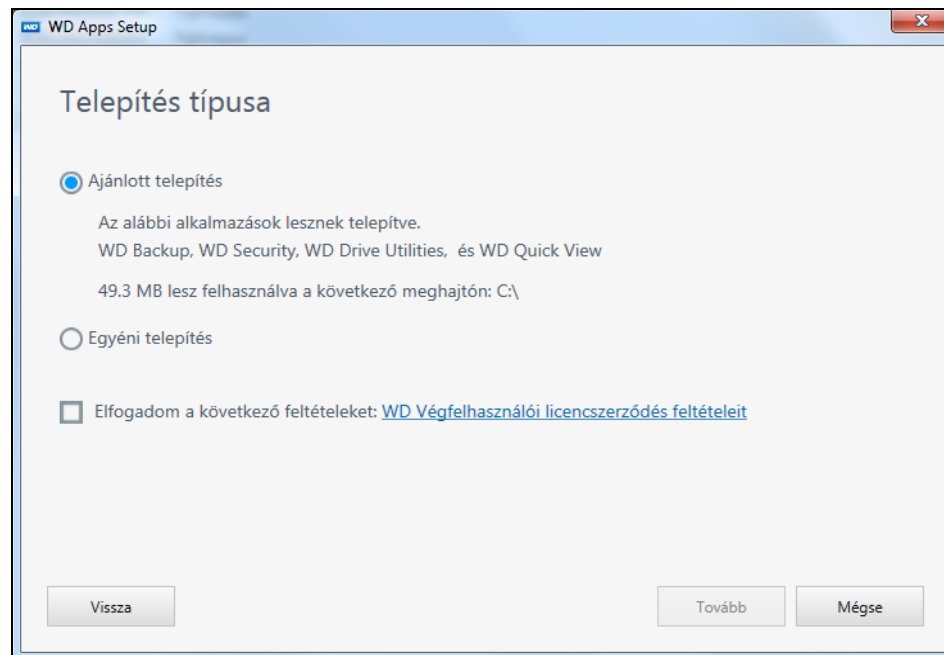 WD WD Apps Setup
Telepítés típusa
Ajánlott telepítés
Az alábbi alkalmazások lesznek telepítve.
WD Backup, WD Security, WD Drive Utilities,  és WD Quick View
49.3 MB lesz felhasználva a következő meghajtón: C:\
Egyéni telepítés
Elfogadom a következő feltételeket: WD Végfelhasználói licencszerződés feltételeit
Vissza
Tovább
Mégse